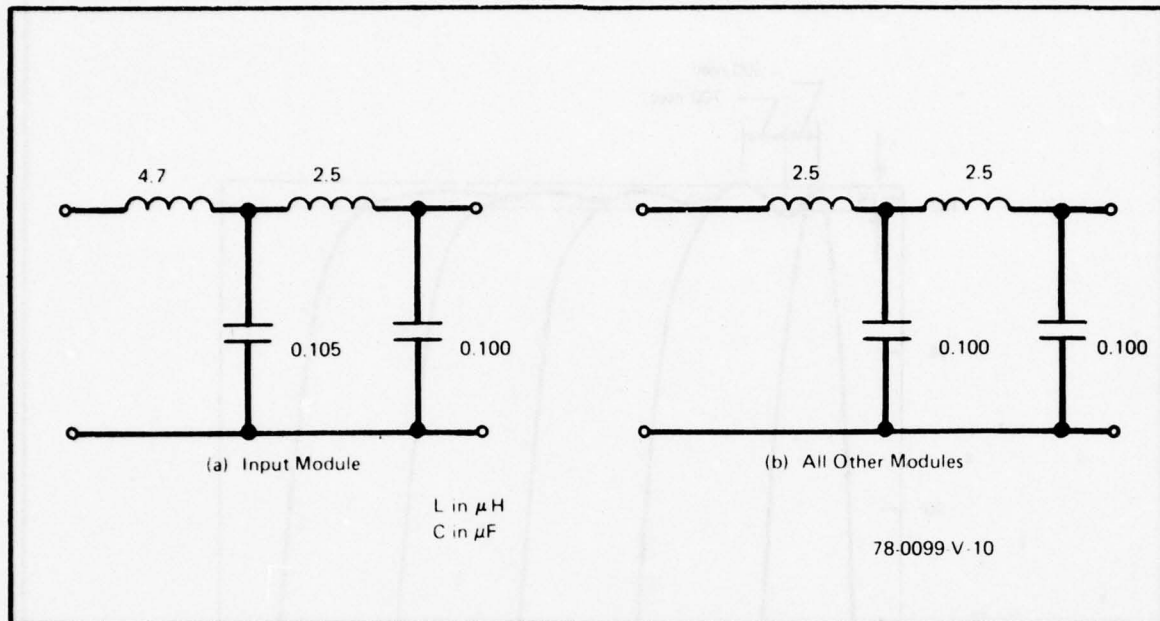 4.7
2.5
0.105
0.100
(a) Input Module
2.5
2.5
0.100
0.100
(b) All Other Modules
L in μH
C in μF
78-0099-V-10